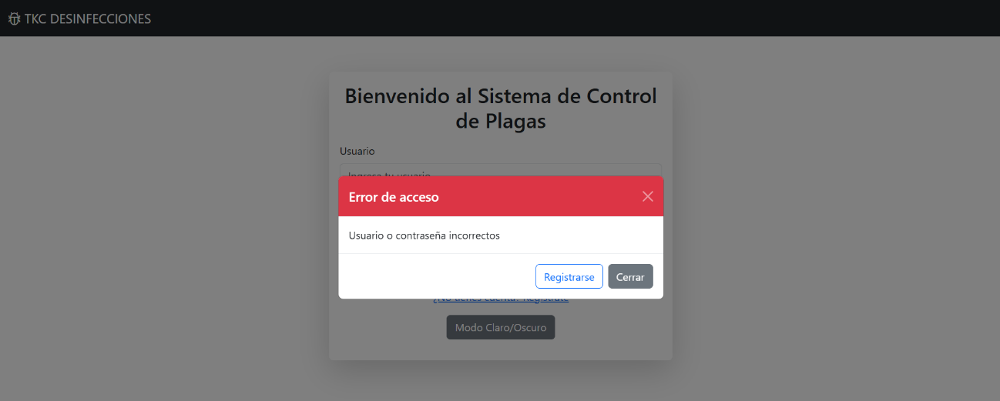 TKC DESINFECCIONES
Bienvenido al Sistema de Control
de Plagas
Usuario
Ingresa tu usuario
Error de acceso
Usuario o contraseña incorrectos
Registrarse
Cerrar
¿No tienes cuenta? Regístrate
Modo Claro/Oscuro